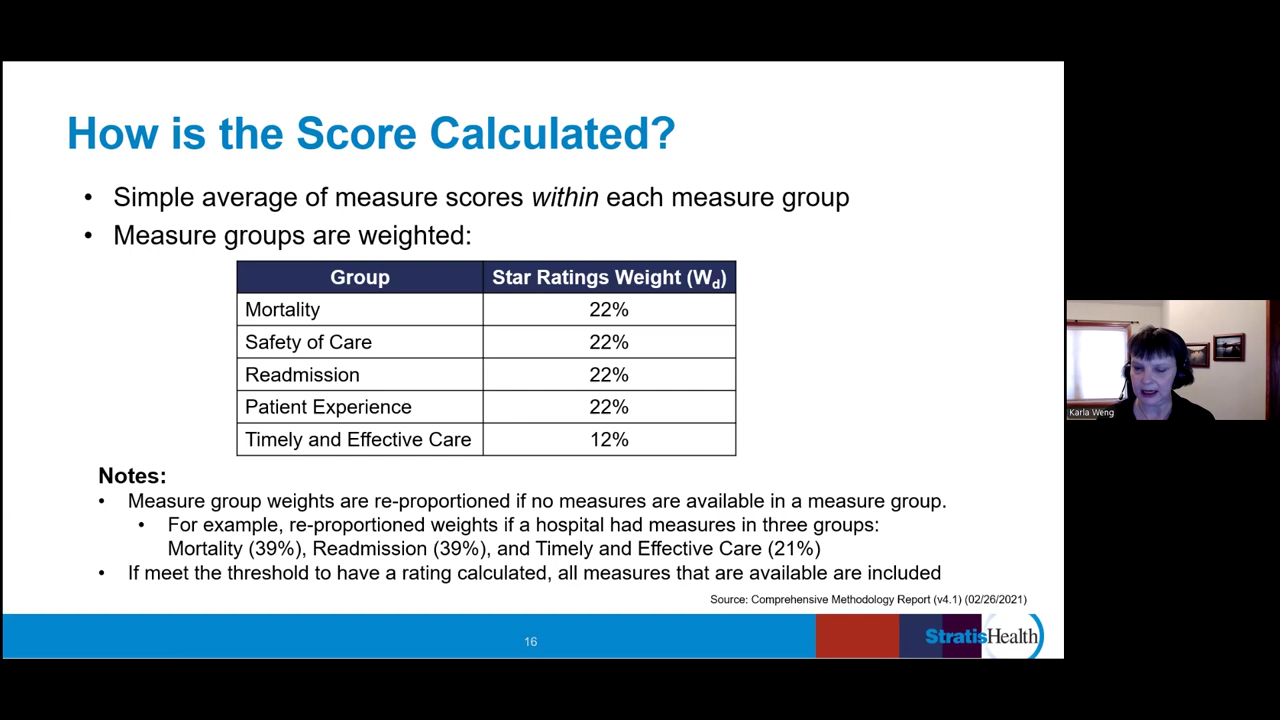 How is the Score Calculated?
• Simple average of measure scores within each measure group
• Measure groups are weighted:
Group Star Ratings Weight (Wd)
Mortality 22%
Safety of Care 22%
Readmission 22%
Patient Experience 22%
Timely and Effective Care 12%
Notes:
• Measure group weights are re-proportioned if no measures are available in a measure group.
• For example, re-proportioned weights if a hospital had measures in three groups:
Mortality (39%), Readmission (39%), and Timely and Effective Care (21%)
• If meet the threshold to have a rating calculated, all measures that are available are included
Source: Comprehensive Methodology Report (v4.1) (02/26/2021)
16
StratisHealth
Karla Weng